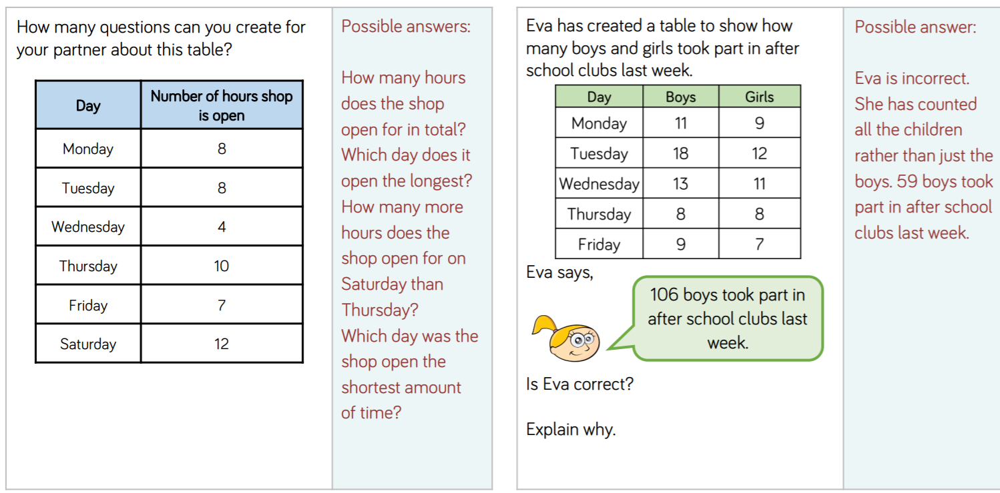 How many questions can you create for
your partner about this table?
Day
Number of hours shop
is open
Monday 8
Tuesday 8
Wednesday 4
Thursday 10
Friday 7
Saturday 12
Possible answers:
How many hours
does the shop
open for in total?
Which day does it
open the longest?
How many more
hours does the
shop open for on
Saturday than
Thursday?
Which day was the
shop open the
shortest amount
of time?
Eva has created a table to show how
many boys and girls took part in after
school clubs last week.
Day Boys Girls
Monday 11 9
Tuesday 18 12
Wednesday 13 11
Thursday 8 8
Friday 9 7
Eva says,
106 boys took part in
after school clubs last
week.
Is Eva correct?
Explain why.
Possible answer:
Eva is incorrect.
She has counted
all the children
rather than just the
boys. 59 boys took
part in after school
clubs last week.